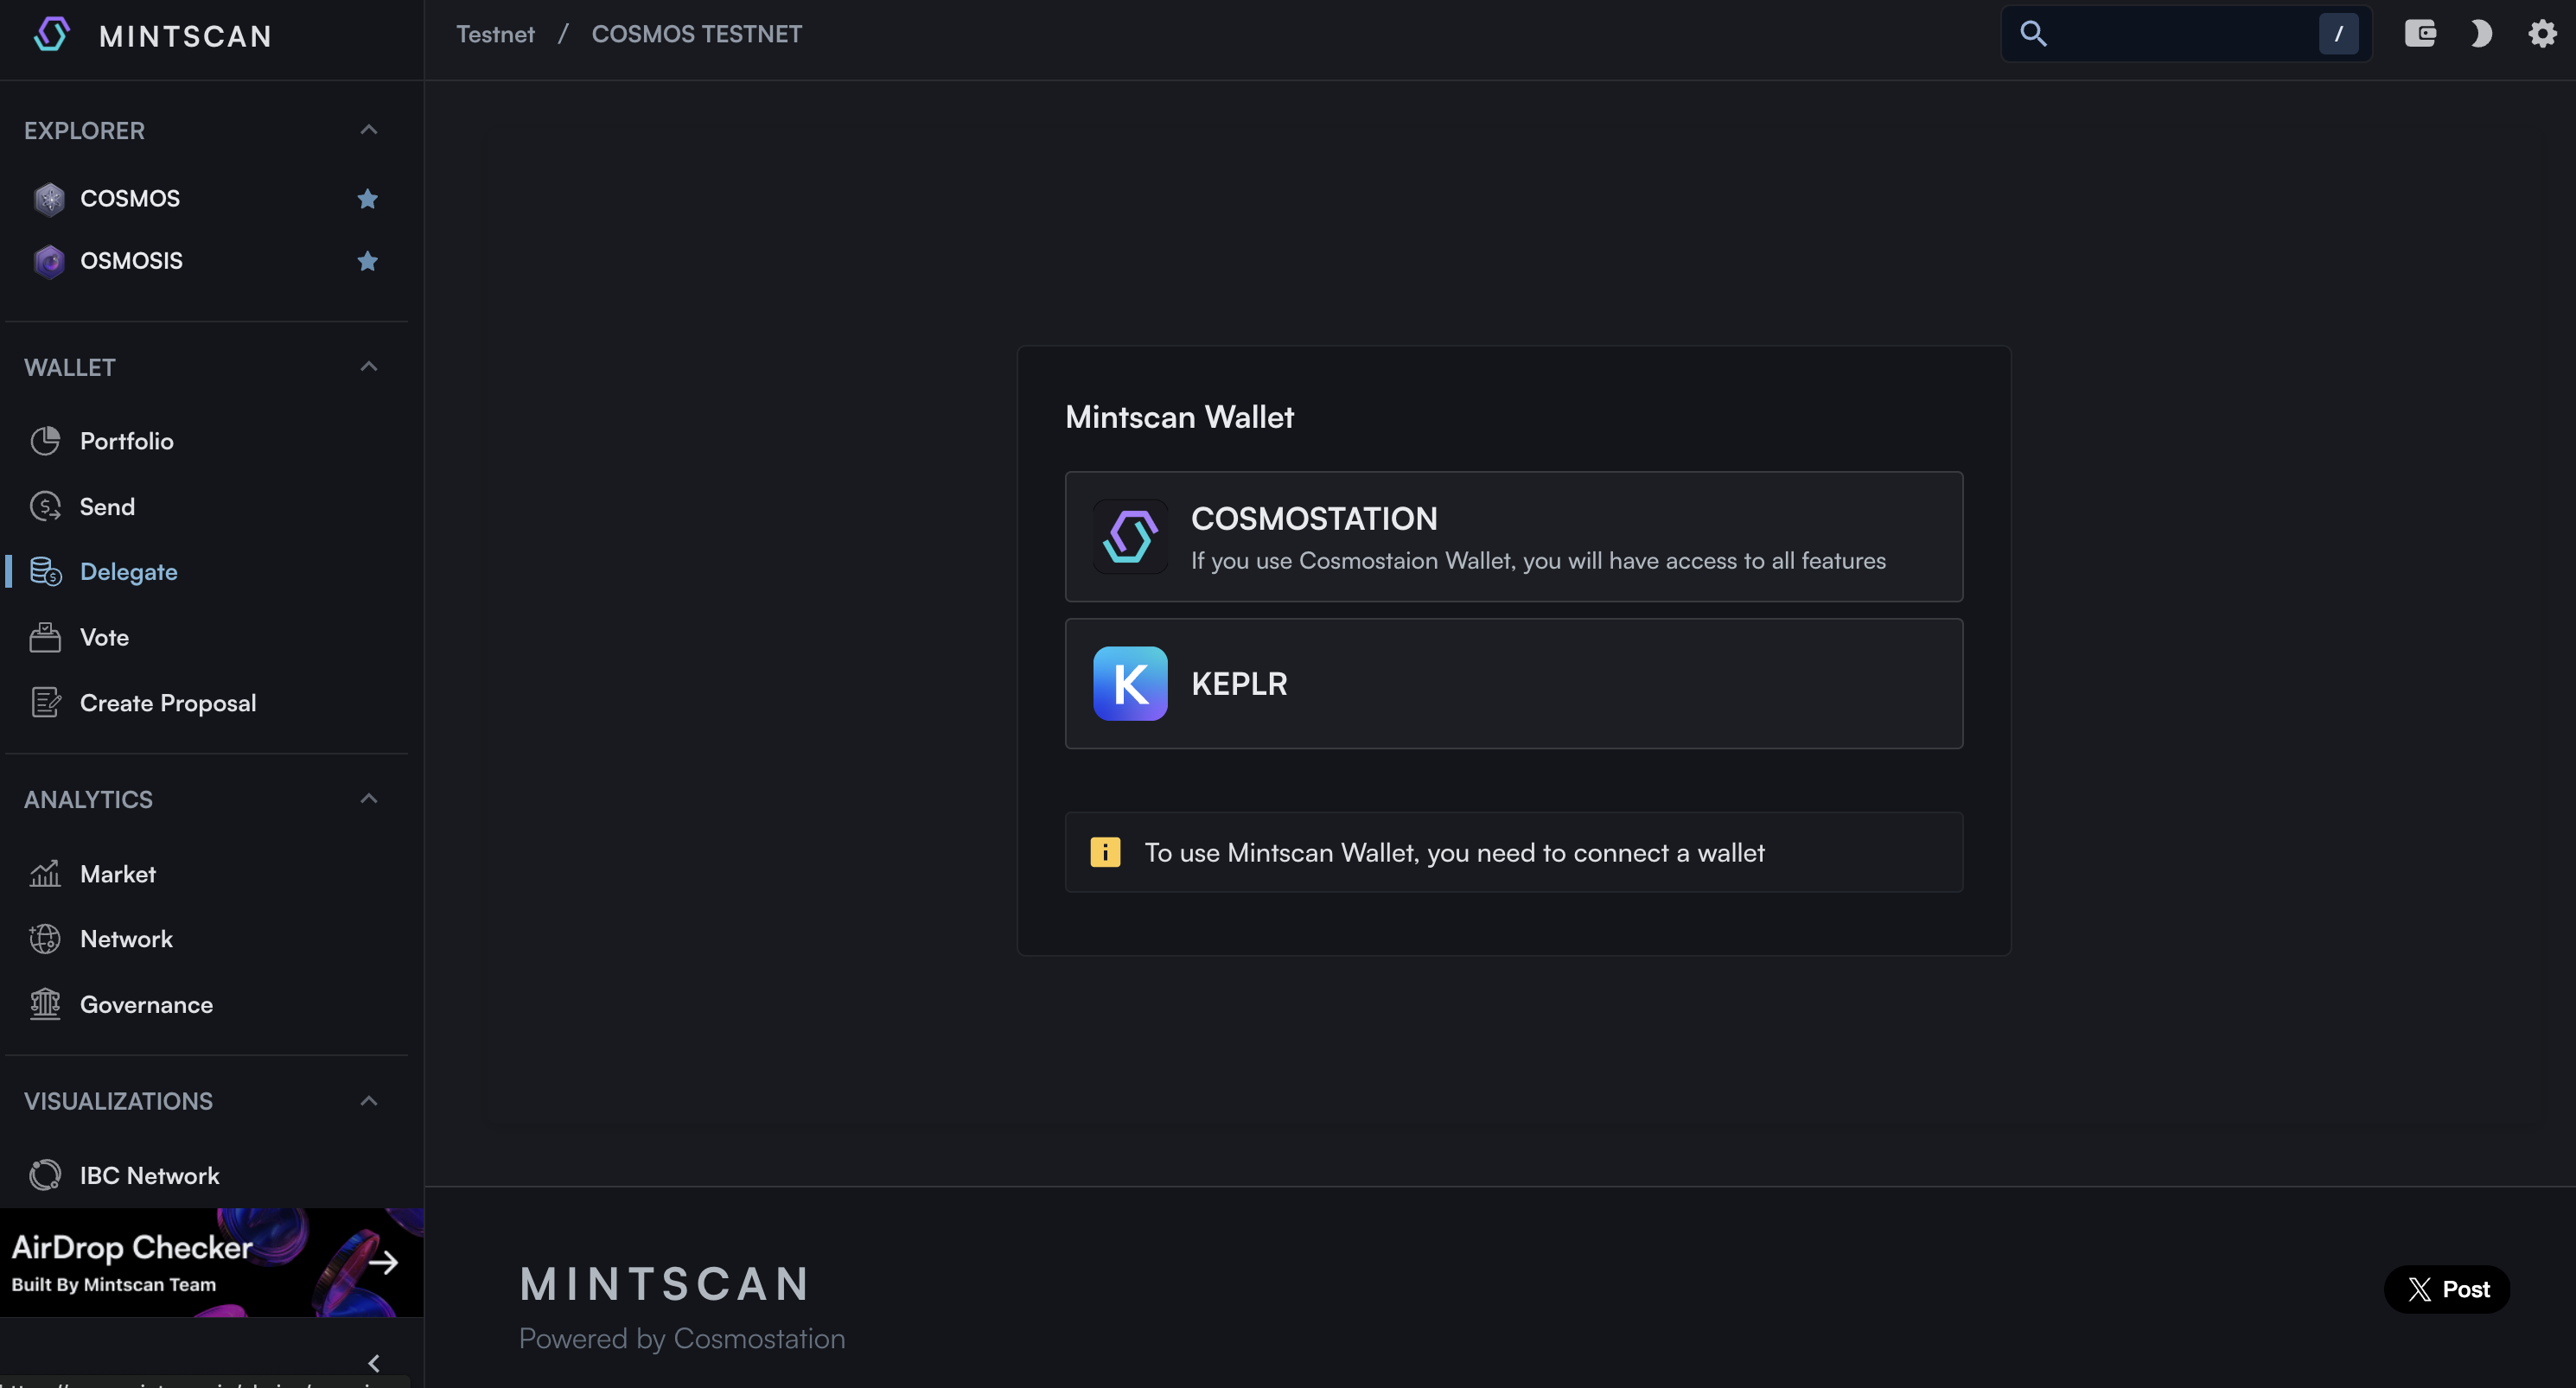 MINTSCAN
Testnet / COSMOS TESTNET
/
EXPLORER
COSMOS
OSMOSIS
WALLET
Portfolio
Send
Delegate
Vote
Create Proposal
ANALYTICS
Market
Network
Governance
VISUALIZATIONS
IBC Network
AirDrop Checker
Built By Mintscan Team
Mintscan Wallet
COSMOSTATION
If you use Cosmostaion Wallet, you will have access to all features
K
KEPLR
i
To use Mintscan Wallet, you need to connect a wallet
MINTSCAN
Powered by Cosmostation
X Post